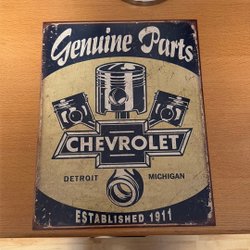 Genuine Parts
CHEVROLET
DETROIT MICHIGAN
ESTABLISHED 1911